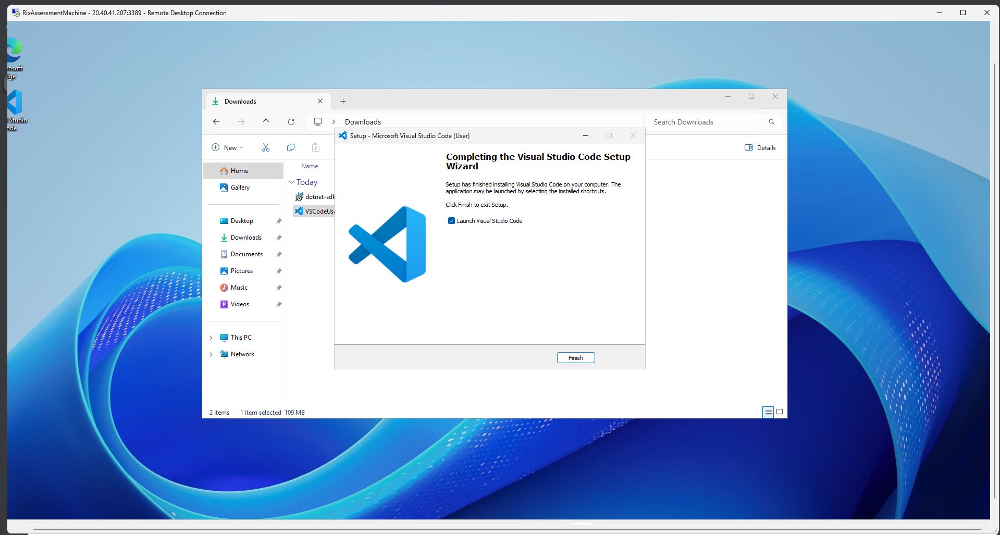 RixAssessmentMachine - 20.40.41.207:3389 - Remote Desktop Connection
rosoft
dge
Studio
ode
Downloads
Downloads
Search Downloads
New
Details
Home
Gallery
Desktop
Downloads
Documents
Pictures
Music
Videos
This PC
Network
Name
Today
dotnet-sdk
VSCodeUse
2 items
1 item selected 109 MB
Setup - Microsoft Visual Studio Code (User)
Completing the Visual Studio Code Setup
Wizard
Setup has finished installing Visual Studio Code on your computer. The
application may be launched by selecting the installed shortcuts.
Click Finish to exit Setup.
Launch Visual Studio Code
Finish